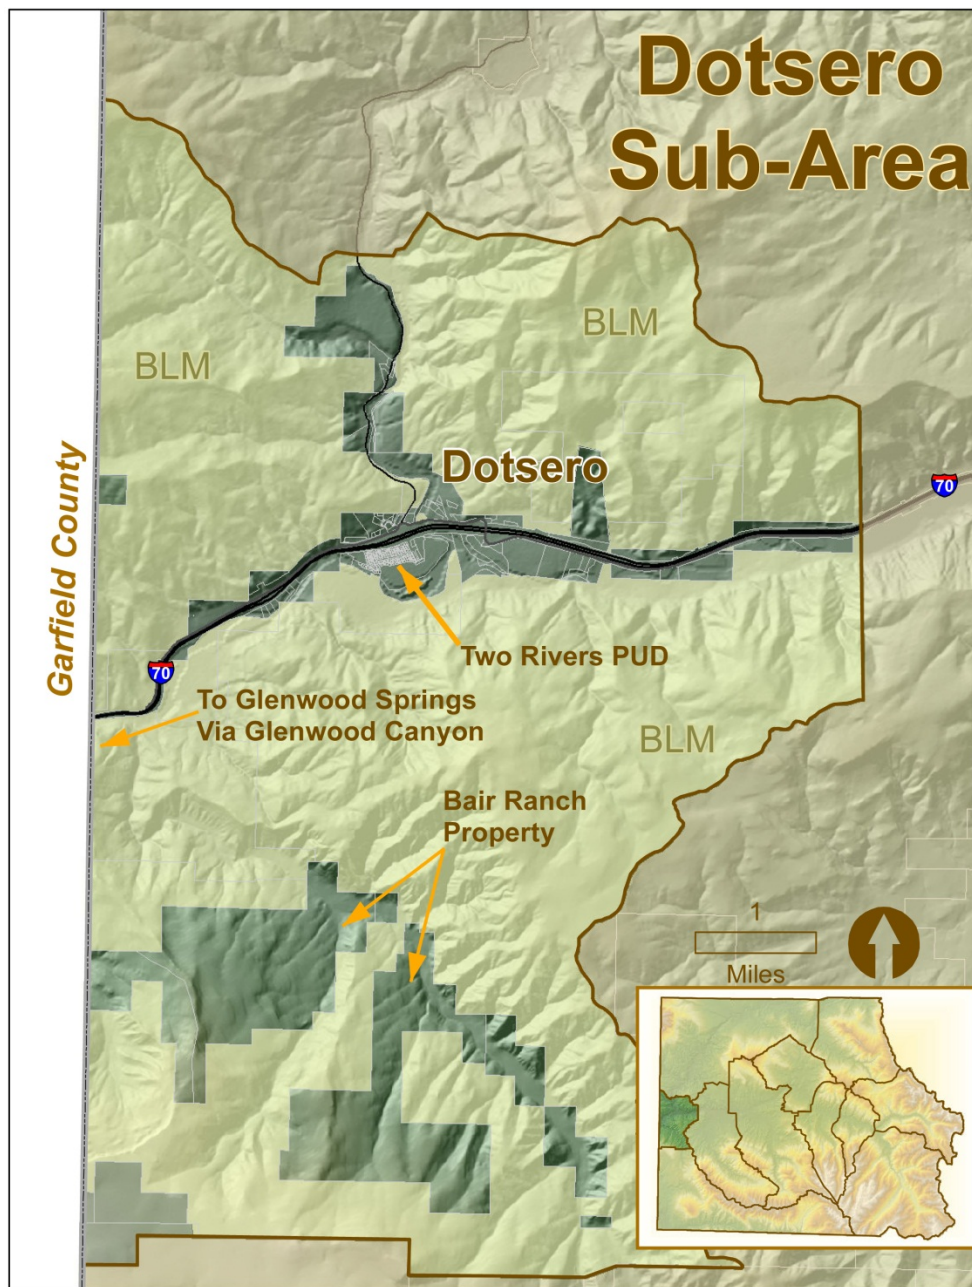 Dotsero
Sub-Area
BLM
BLM
Dotsero
70
Garfield County
Two Rivers PUD
70
To Glenwood Springs
Via Glenwood Canyon
BLM
Bair Ranch
Property
1
Miles